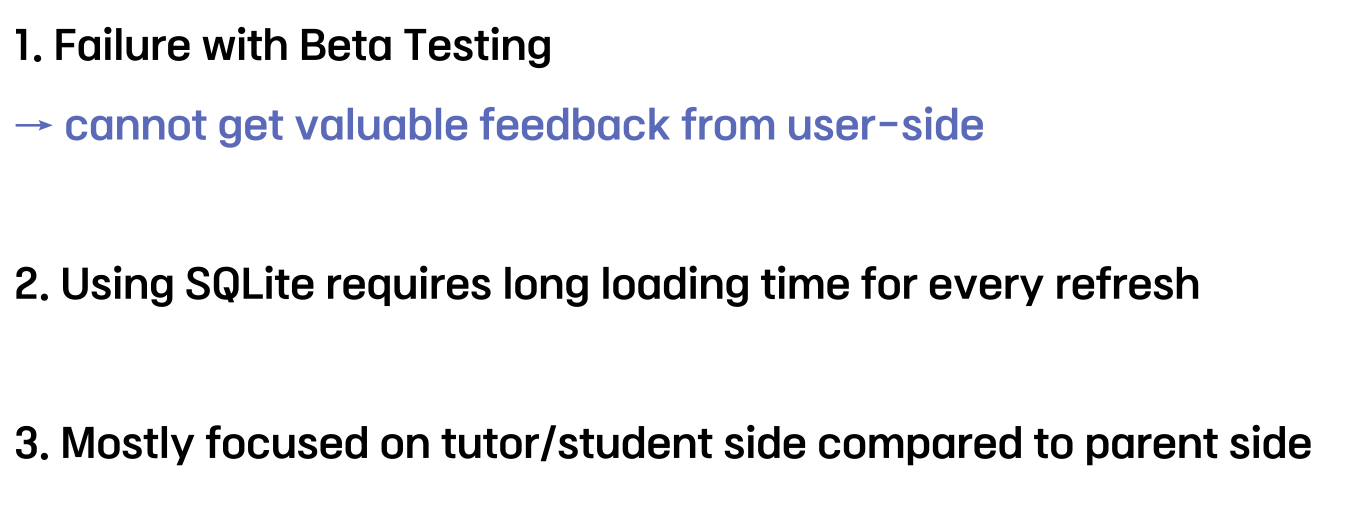 1. Failure with Beta Testing
→ cannot get valuable feedback from user-side
2. Using SQLite requires long loading time for every refresh
3. Mostly focused on tutor/student side compared to parent side